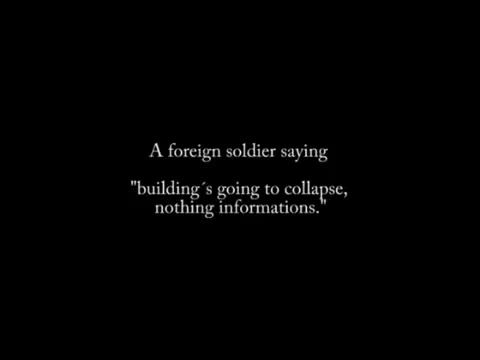 A foreign soldier saying
"building´s going to collapse,
nothing informations."